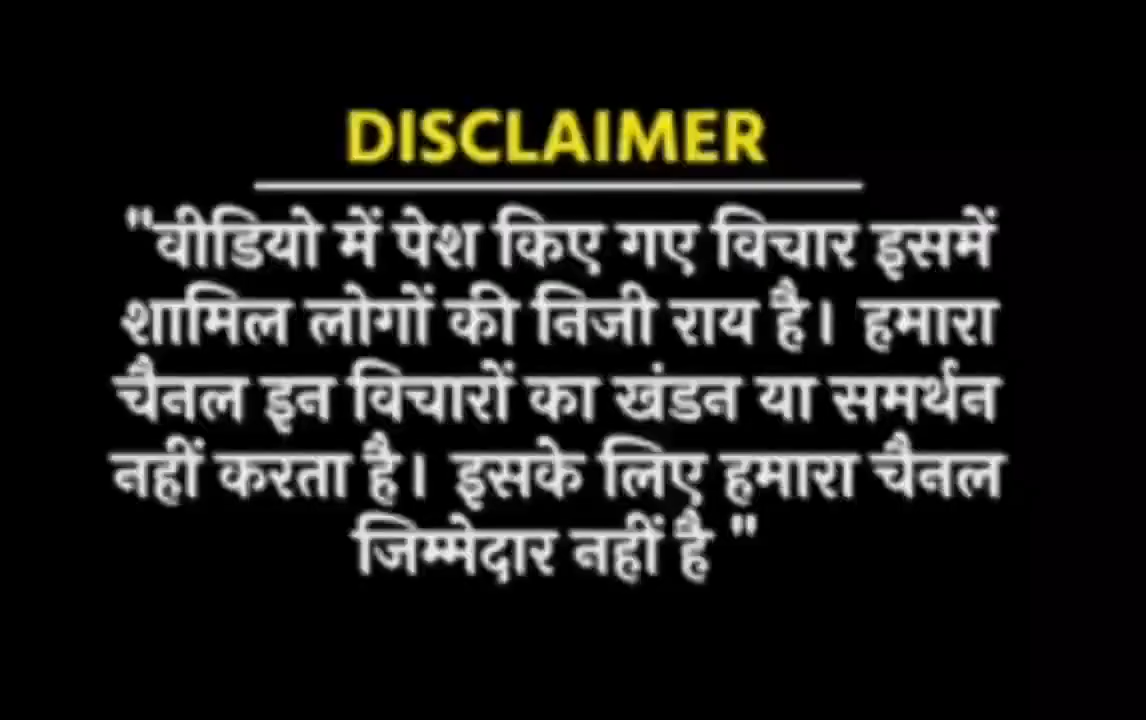 DISCLAIMER
"वीडियो में पेश किए गए विचार इसमें
शामिल लोगों की निजी राय है। हमारा
चैनल इन विचारों का खंडन या समर्थन
नहीं करता है। इसके लिए हमारा चैनल
जिम्मेदार नहीं है "